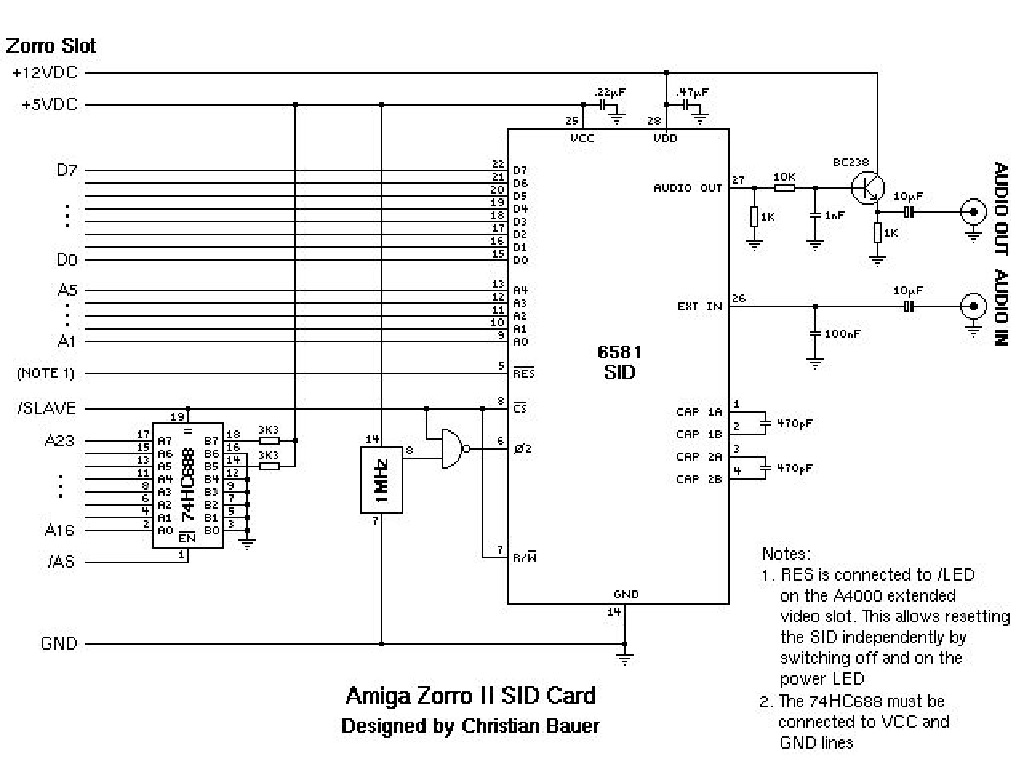 Zorro Slot
+12VDC
+5VDC
.22µF
.47µF
25
28
VCC
VDD
D7
22 D7
21 D6
20 D5
19 D4
18 D3
17 D2
16 D1
D0
15 D0
A5
13 A4
12 A3
11 A2
10 A1
A1
9 A0
(NOTE 1)
5 RES
/SLAVE
8 CS
6 Ø2
7 R/W
GND
14
6581
SID
AUDIO OUT 27
10K
BC238
10µF
1K
1nF
1K
AUDIO OUT
EXT IN 26
10µF
100nF
AUDIO IN
CAP 1A 1
CAP 1B 2
470pF
CAP 2A 3
CAP 2B 4
470pF
19
=
A23
17 A7 B7 18 3K3
15 A6 B6 16
13 A5 B5 14 3K3
11 A4 B4 12
8 A3 B3 9
6 A2 B2 7
4 A1 B1 5
A16
2 A0 B0 3
74HC688
EN
1
/AS
14
1MHz
8
7
GND
Amiga Zorro II SID Card
Designed by Christian Bauer
Notes:
1. RES is connected to /LED
on the A4000 extended
video slot. This allows resetting
the SID independently by
switching off and on the
power LED
2. The 74HC688 must be
connected to VCC and
GND lines